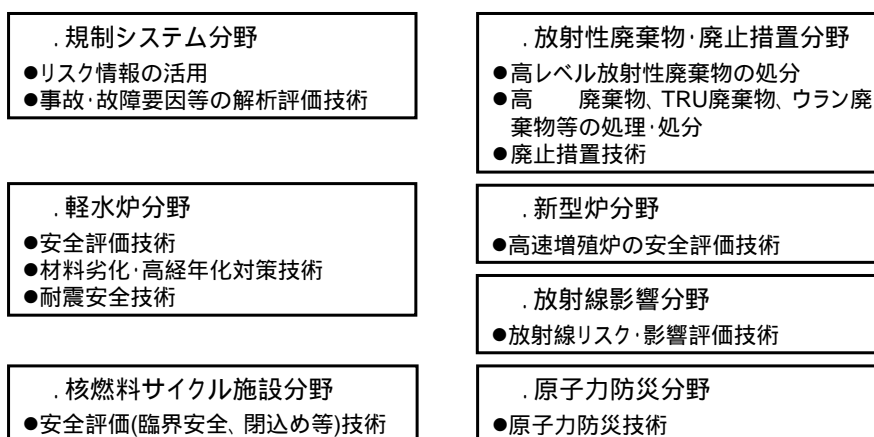 .規制システム分野
●リスク情報の活用
●事故·故障要因等の解析評価技術
.軽水炉分野
●安全評価技術
●材料劣化·高経年化対策技術
●耐震安全技術
.核燃料サイクル施設分野
●安全評価(臨界安全、閉込め等)技術
.放射性廃棄物·廃止措置分野
●高レベル放射性廃棄物の処分
●高 廃棄物、TRU廃棄物、ウラン廃
棄物等の処理·処分
●廃止措置技術
.新型炉分野
●高速増殖炉の安全評価技術
.放射線影響分野
●放射線リスク·影響評価技術
.原子力防災分野
●原子力防災技術